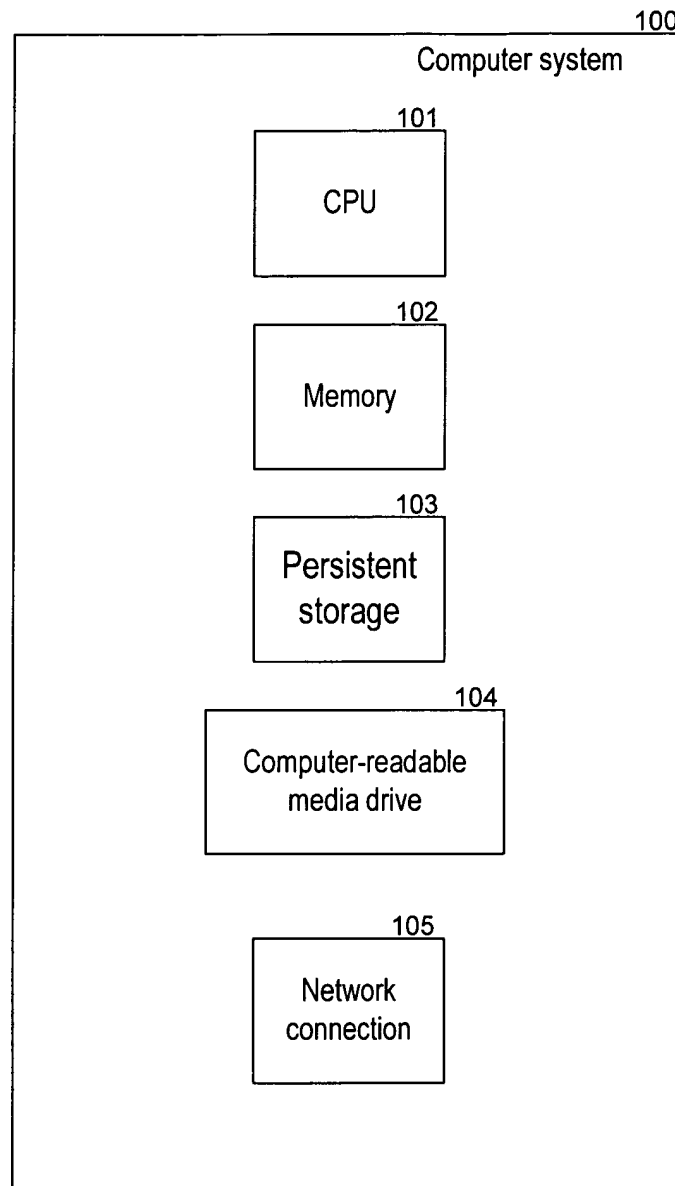 100
Computer system
101
CPU
102
Memory
103
Persistent
storage
104
Computer-readable
media drive
105
Network
connection